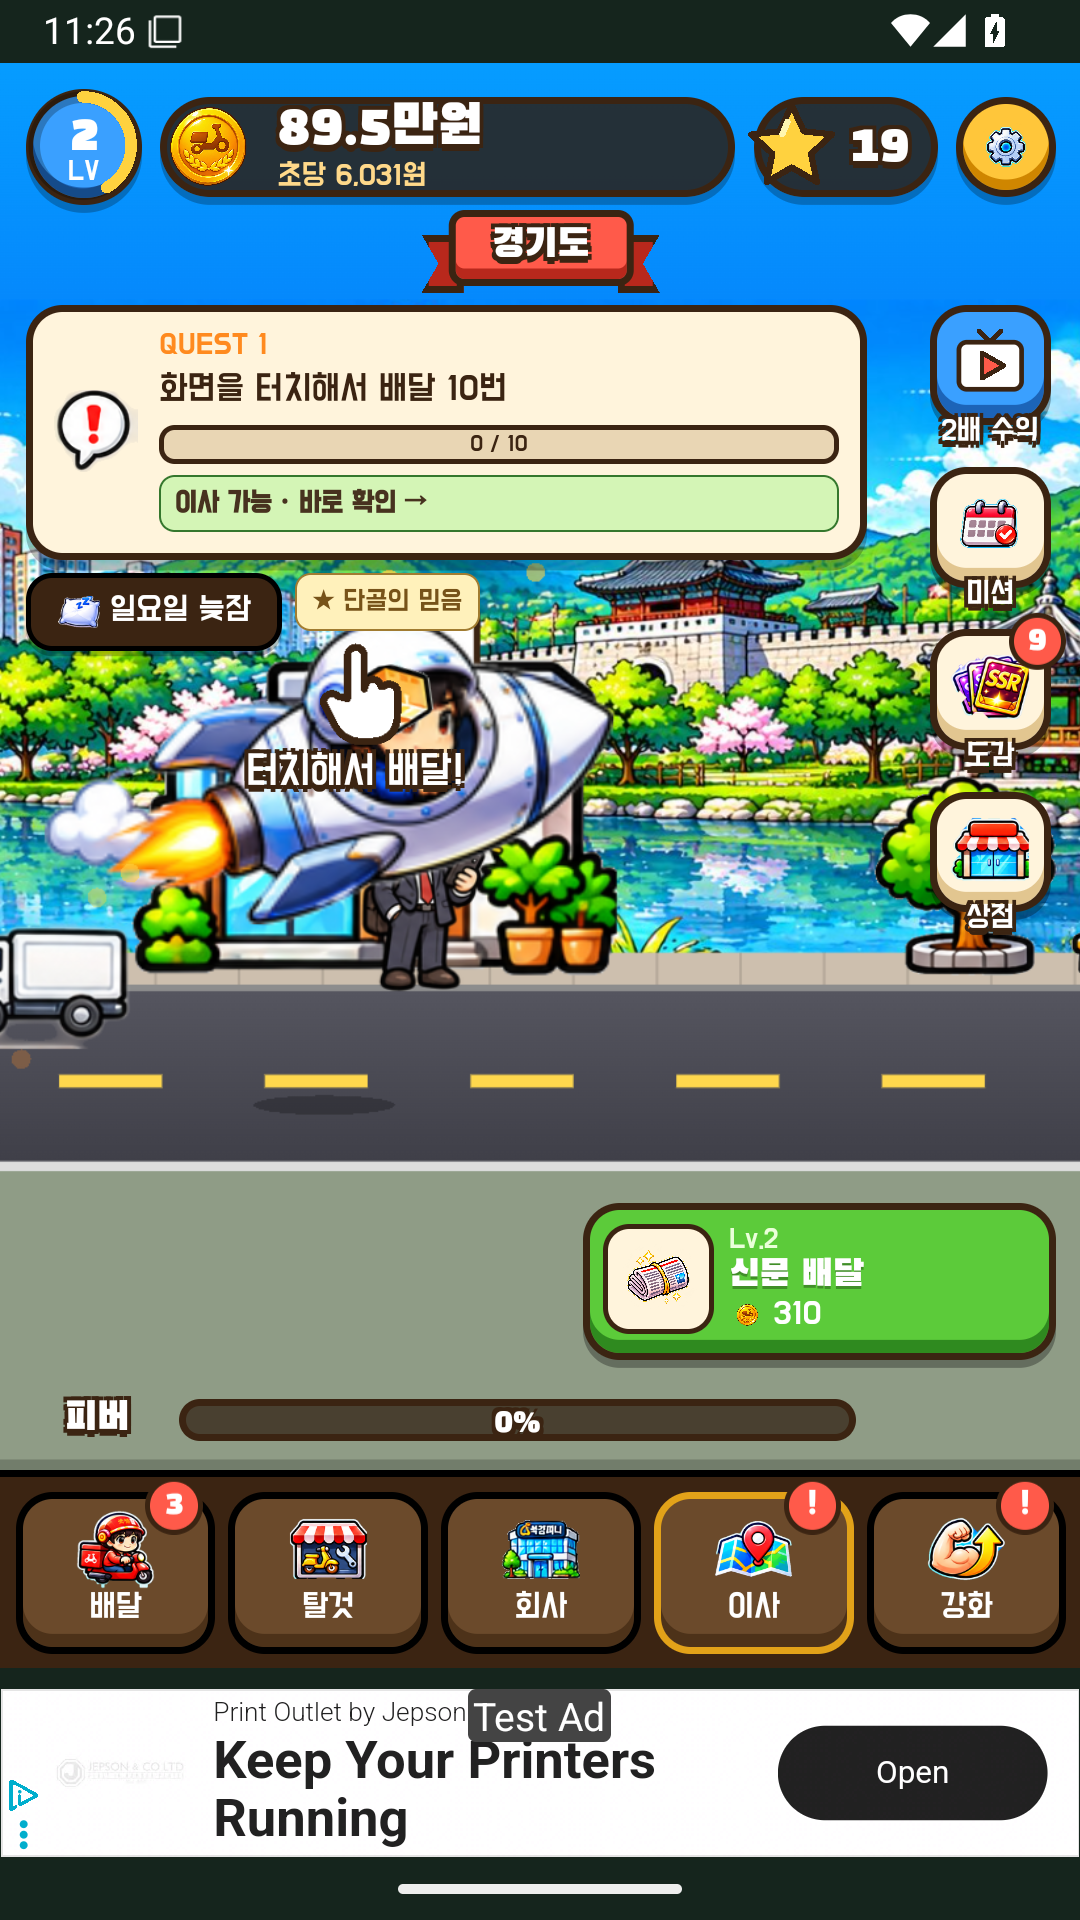 11:26
2
LV
89.5만원
초당 6,031원
19
경기도
QUEST 1
화면을 터치해서 배달 10번
0 / 10
이사 가능 · 바로 확인 →
2배 수익
미션
9
SSR
도감
상점
일요일 늦잠
★ 단골의 믿음
터치해서 배달!
Lv.2
신문 배달
310
피버
0%
3
배달
탈것
회사
!
이사
!
강화
Print Outlet by Jepson
Test Ad
Keep Your Printers
Running
Open
JEPSON & CO LTD